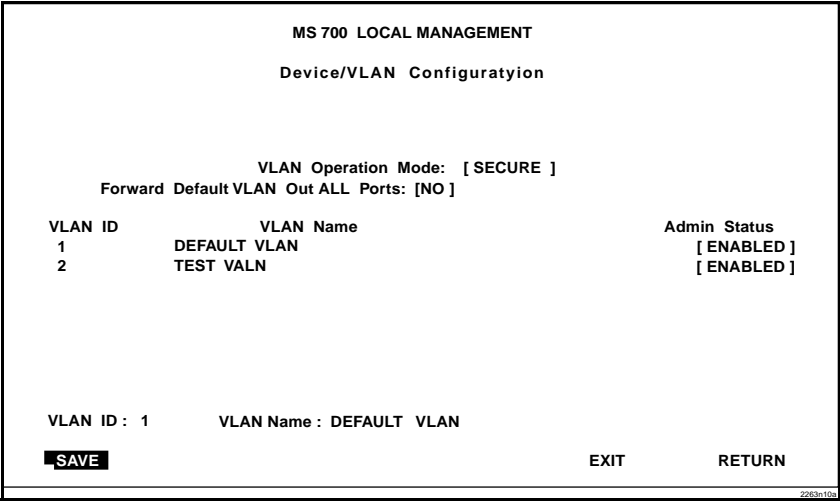 MS 700 LOCAL MANAGEMENT
Device/VLAN Configuratyion
VLAN Operation Mode: [ SECURE ]
Forward Default VLAN Out ALL Ports: [NO ]
VLAN ID VLAN Name Admin Status
1 DEFAULT VLAN [ ENABLED ]
2 TEST VALN [ ENABLED ]
VLAN ID : 1 VLAN Name : DEFAULT VLAN
SAVE EXIT RETURN
2263n10a